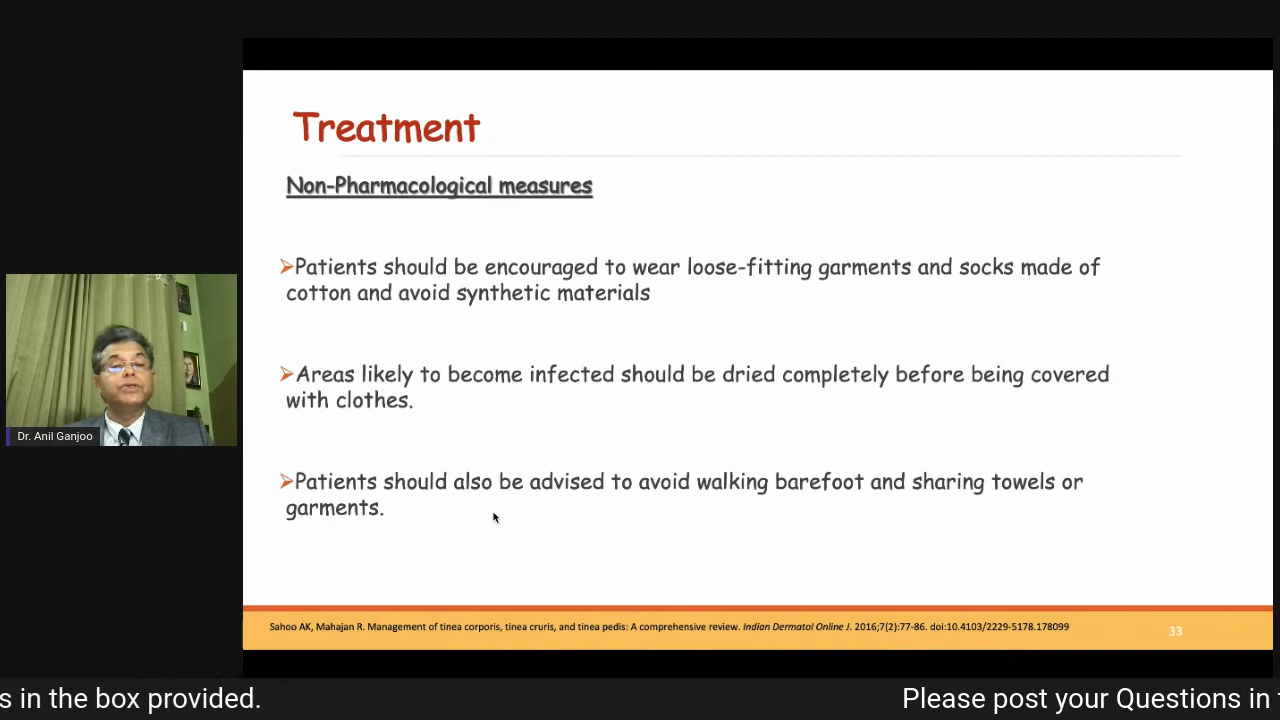 Treatment
Non-Pharmacological measures
➢Patients should be encouraged to wear loose-fitting garments and socks made of
cotton and avoid synthetic materials
➢Areas likely to become infected should be dried completely before being covered
with clothes.
➢Patients should also be advised to avoid walking barefoot and sharing towels or
garments.
Dr. Anil Ganjoo
Sahoo AK, Mahajan R. Management of tinea corporis, tinea cruris, and tinea pedis: A comprehensive review. Indian Dermatol Online J. 2016;7(2):77-86. doi:10.4103/2229-5178.178099
33
s in the box provided. Please post your Questions in